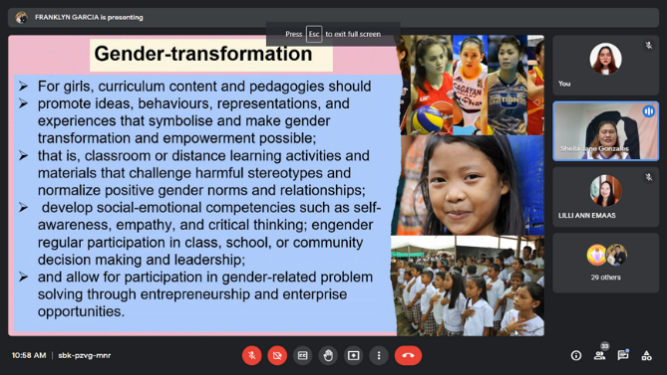 FRANKLYN GARCIA is presenting
Press Esc to exit full screen
Gender-transformation
➢ For girls, curriculum content and pedagogies should
➢ promote ideas, behaviours, representations, and
experiences that symbolise and make gender
transformation and empowerment possible;
➢ that is, classroom or distance learning activities and
materials that challenge harmful stereotypes and
normalize positive gender norms and relationships;
➢ develop social-emotional competencies such as self-
awareness, empathy, and critical thinking; engender
regular participation in class, school, or community
decision making and leadership;
➢ and allow for participation in gender-related problem
solving through entrepreneurship and enterprise
opportunities.
CAGAYAN
You
Sheila Jane Gonzales
LILLI ANN EMAAS
29 others
10:58 AM | sbk-pzvg-mnr
33